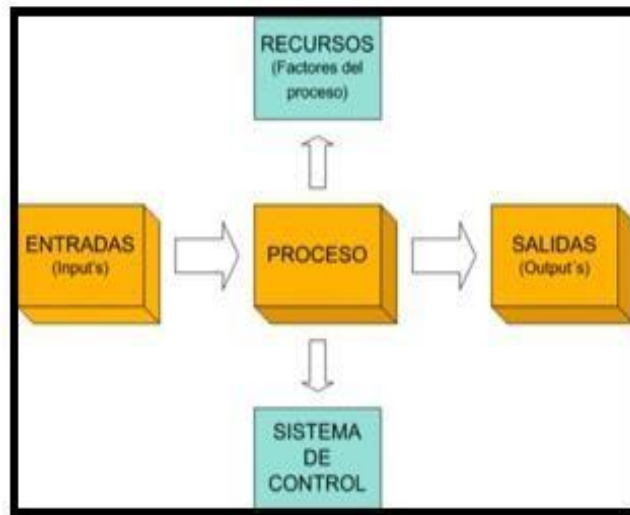 RECURSOS
(Factores del
proceso)
ENTRADAS
(Input's)
PROCESO
SALIDAS
(Output´s)
SISTEMA
DE
CONTROL